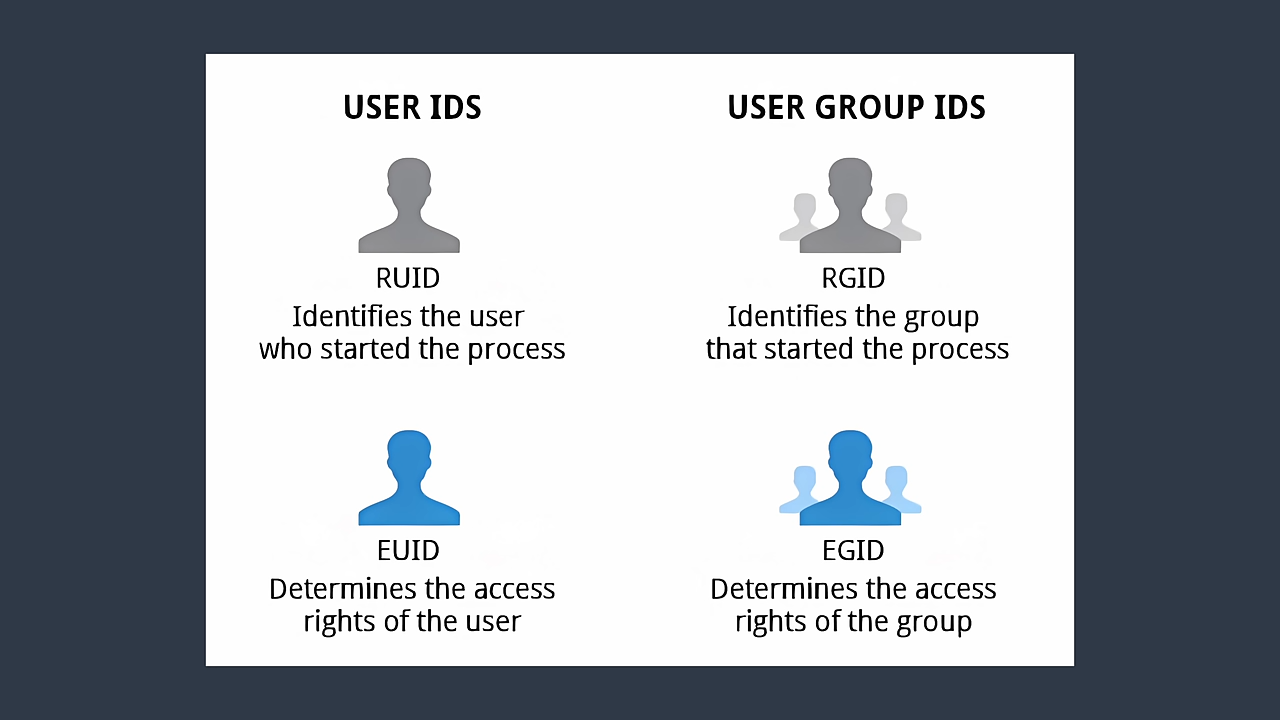 USER IDS
RUID
Identifies the user
who started the process
EUID
Determines the access
rights of the user
USER GROUP IDS
RGID
Identifies the group
that started the process
EGID
Determines the access
rights of the group